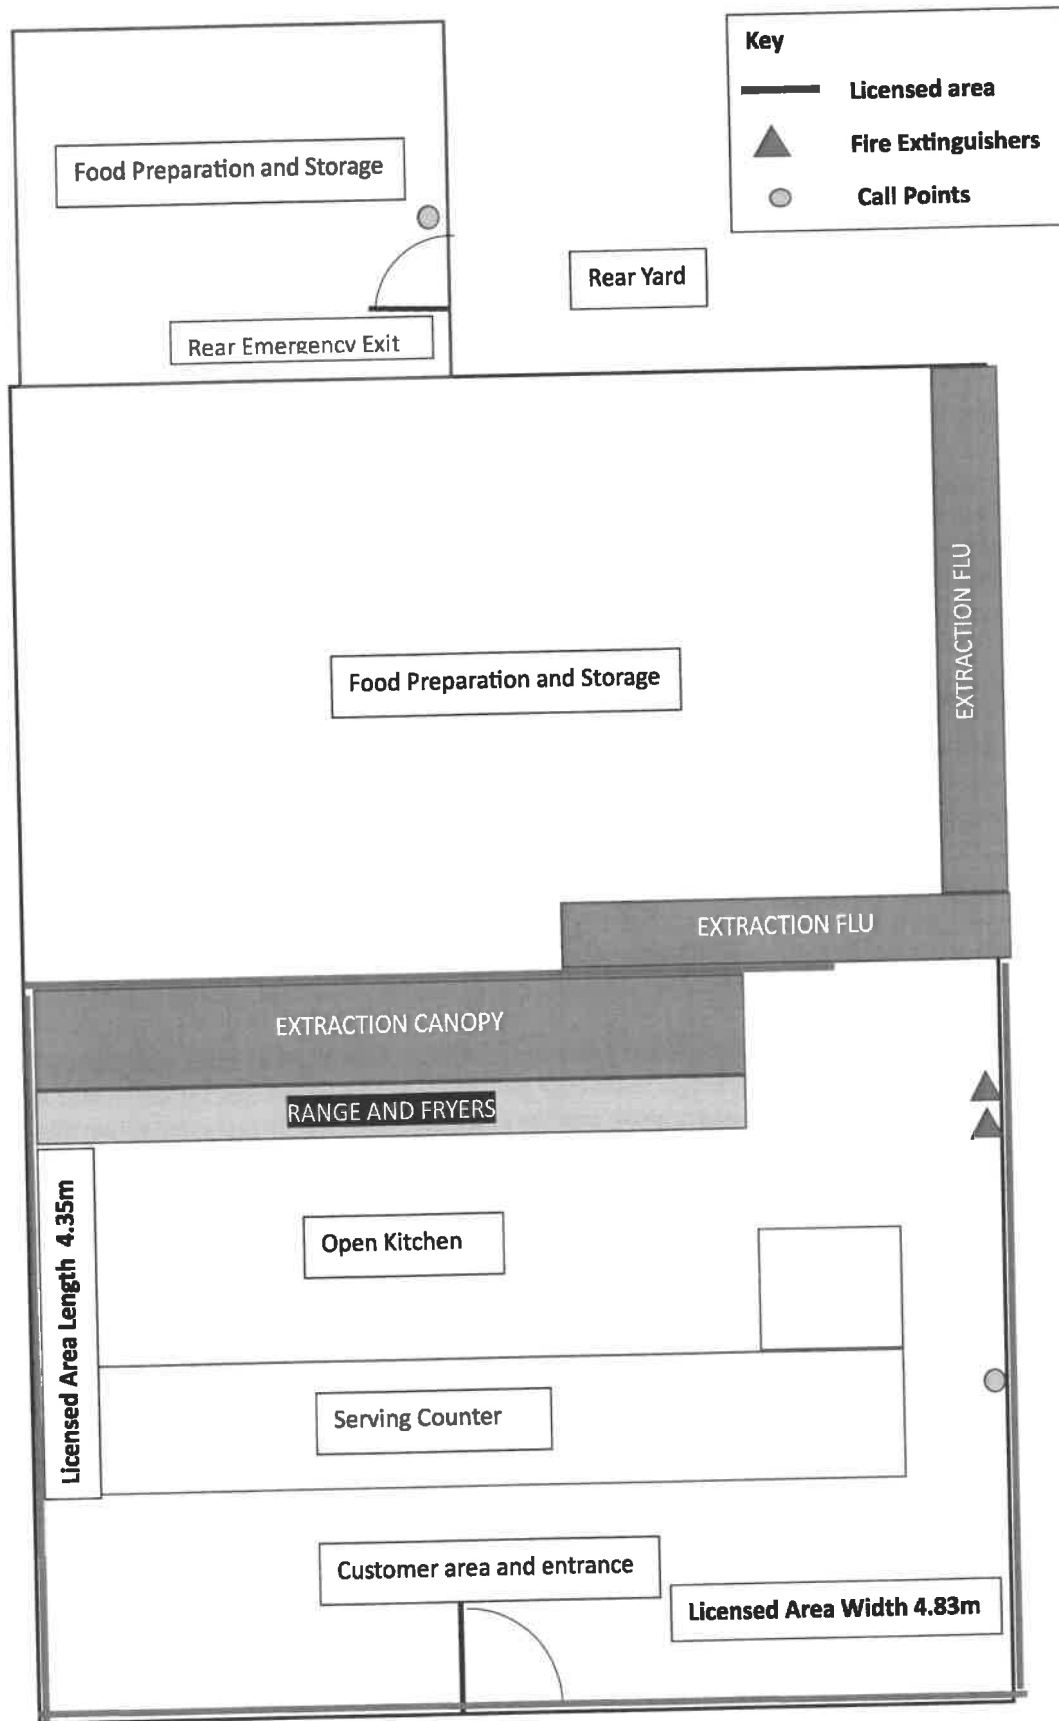 Key
Licensed area
Fire Extinguishers
Call Points
Food Preparation and Storage
Rear Yard
Rear Emergency Exit
EXTRACTION FLU
Food Preparation and Storage
EXTRACTION FLU
EXTRACTION CANOPY
RANGE AND FRYERS
Licensed Area Length 4.35m
Open Kitchen
Serving Counter
Customer area and entrance
Licensed Area Width 4.83m